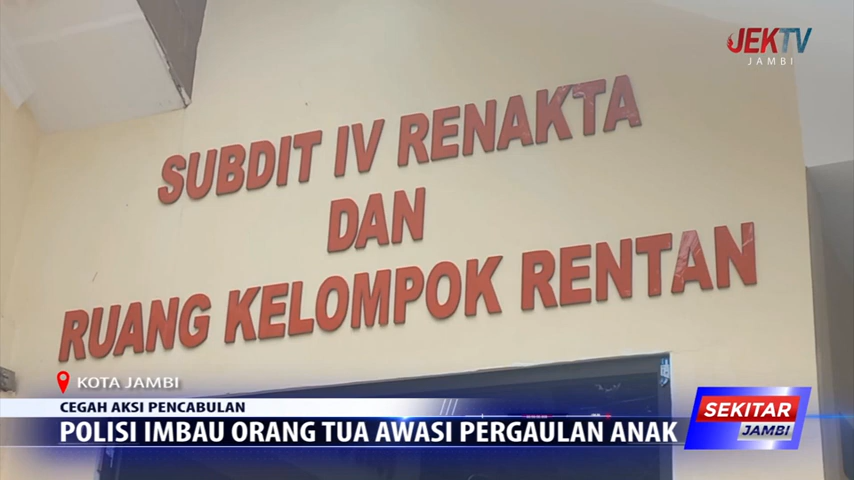 JEKTV
JAMBI
SUBDIT IV RENAKTA
DAN
RUANG KELOMPOK RENTAN
KOTA JAMBI
CEGAH AKSI PENCABULAN
POLISI IMBAU ORANG TUA AWASI PERGAULAN ANAK
SEKITAR
JAMBI